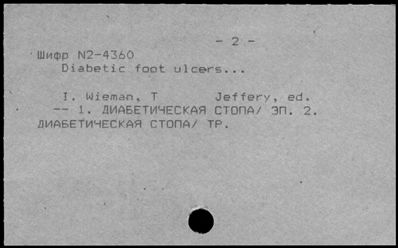 - 2 -
Шифр N2-4360
Diabetic foot ulcers...
I. Wieman, T Jeffery, ed.
-- 1. ДИАБЕТИЧЕСКАЯ СТОПА/ ЭП. 2.
ДИАБЕТИЧЕСКАЯ СТОПА/ ТР.